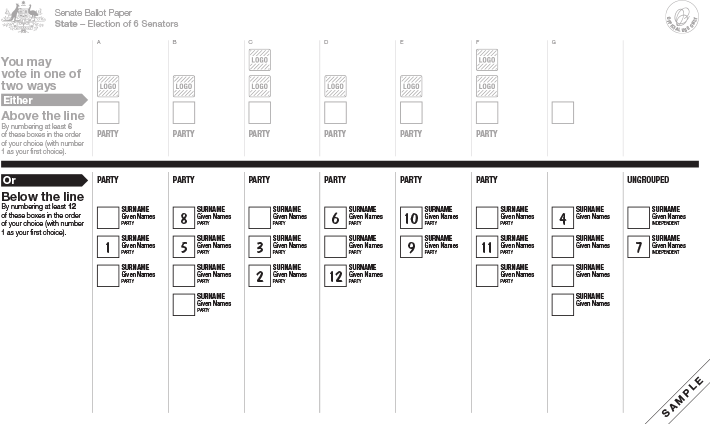 Senate Ballot Paper
State – Election of 6 Senators
A B C D E F G
You may
vote in one of
two ways
LOGO LOGO
LOGO LOGO LOGO LOGO LOGO LOGO
Either
Above the line
By numbering at least 6
of these boxes in the order
of your choice (with number
1 as your first choice).
PARTY PARTY PARTY PARTY PARTY PARTY
Or
PARTY PARTY PARTY PARTY PARTY PARTY UNGROUPED
Below the line
By numbering at least 12
of these boxes in the order
of your choice (with number
1 as your first choice).
SURNAME 8 SURNAME SURNAME 6 SURNAME 10 SURNAME SURNAME 4 SURNAME SURNAME
Given Names Given Names Given Names Given Names Given Names Given Names Given Names Given Names
PARTY PARTY PARTY PARTY PARTY PARTY INDEPENDENT
1 SURNAME 5 SURNAME 3 SURNAME SURNAME 9 SURNAME 11 SURNAME SURNAME 7 SURNAME
Given Names Given Names Given Names Given Names Given Names Given Names Given Names Given Names
PARTY PARTY PARTY PARTY PARTY PARTY INDEPENDENT
SURNAME SURNAME 2 SURNAME 12 SURNAME SURNAME SURNAME
Given Names Given Names Given Names Given Names Given Names Given Names
PARTY PARTY PARTY PARTY PARTY
SURNAME SURNAME
Given Names Given Names
PARTY
SAMPLE